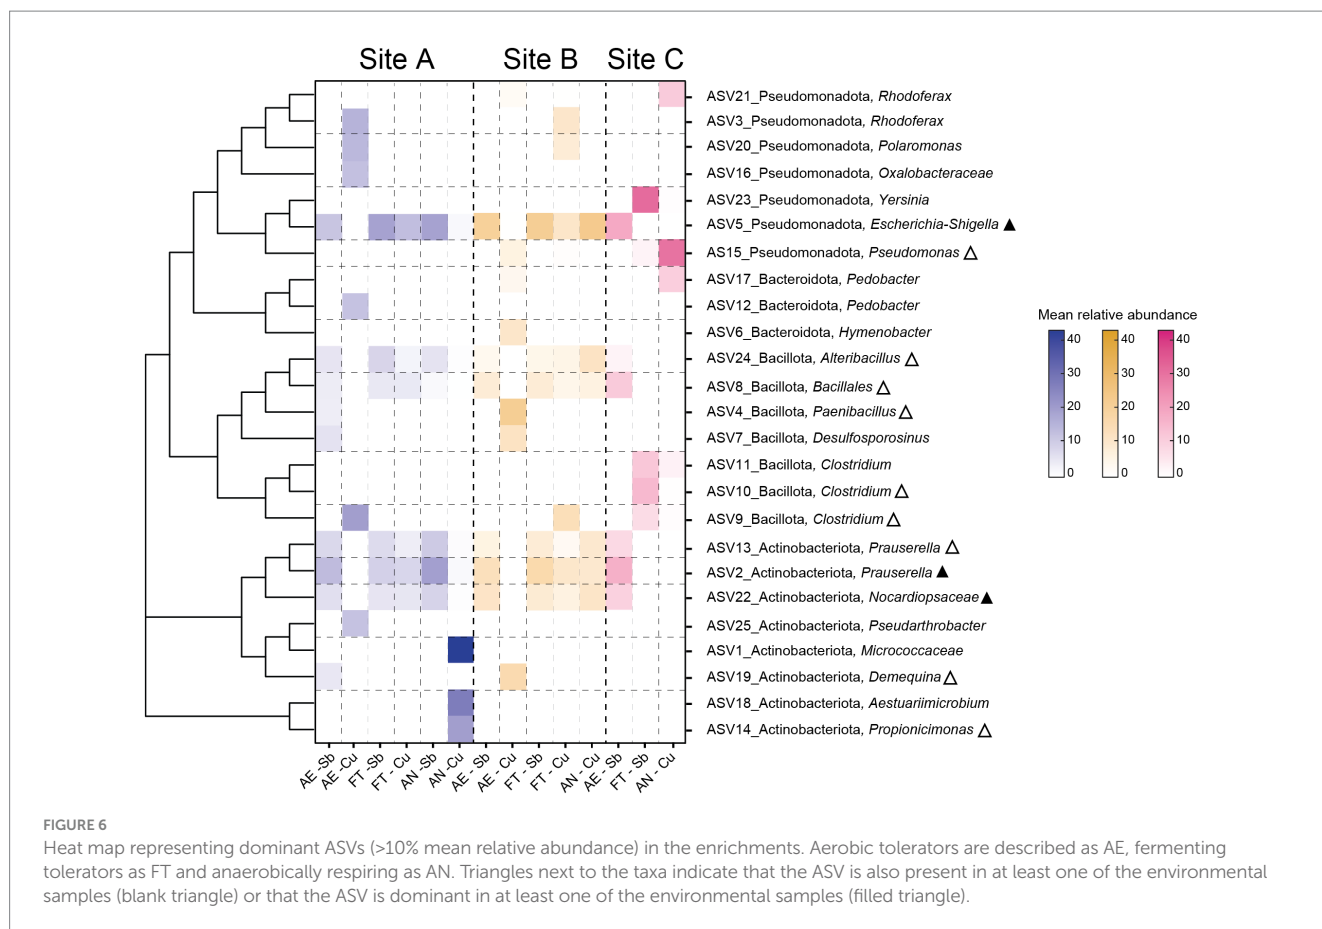 Site A Site B Site C
ASV21_Pseudomonadota, Rhodoferax
ASV3_Pseudomonadota, Rhodoferax
ASV20_Pseudomonadota, Polaromonas
ASV16_Pseudomonadota, Oxalobacteraceae
ASV23_Pseudomonadota, Yersinia
ASV5_Pseudomonadota, Escherichia-Shigella ▲
AS15_Pseudomonadota, Pseudomonas △
ASV17_Bacteroidota, Pedobacter
ASV12_Bacteroidota, Pedobacter
ASV6_Bacteroidota, Hymenobacter
ASV24_Bacillota, Alteribacillus △
ASV8_Bacillota, Bacillales △
ASV4_Bacillota, Paenibacillus △
ASV7_Bacillota, Desulfosporosinus
ASV11_Bacillota, Clostridium
ASV10_Bacillota, Clostridium △
ASV9_Bacillota, Clostridium △
ASV13_Actinobacteriota, Prauserella △
ASV2_Actinobacteriota, Prauserella ▲
ASV22_Actinobacteriota, Nocardiopsaceae ▲
ASV25_Actinobacteriota, Pseudarthrobacter
ASV1_Actinobacteriota, Micrococcaceae
ASV19_Actinobacteriota, Demequina △
ASV18_Actinobacteriota, Aestuariimicrobium
ASV14_Actinobacteriota, Propionicimonas △
Mean relative abundance
40 40 40
30 30 30
20 20 20
10 10 10
0 0 0
AE -Sb
AE -Cu
FT -Sb
FT - Cu
AN -Sb
AN -Cu
AE - Sb
AE - Cu
FT - Sb
FT - Cu
AN - Cu
AE - Sb
FT - Sb
AN - Cu
FIGURE 6
Heat map representing dominant ASVs (>10% mean relative abundance) in the enrichments. Aerobic tolerators are described as AE, fermenting
tolerators as FT and anaerobically respiring as AN. Triangles next to the taxa indicate that the ASV is also present in at least one of the environmental
samples (blank triangle) or that the ASV is dominant in at least one of the environmental samples (filled triangle).